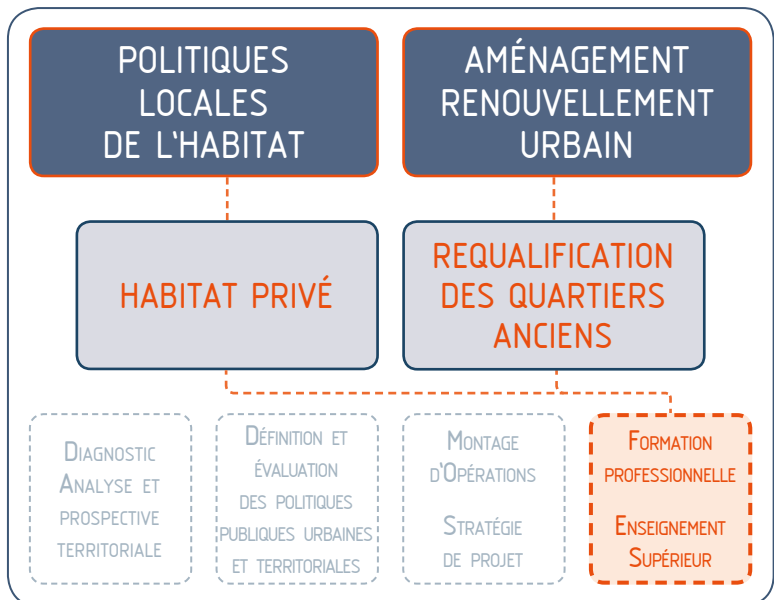 POLITIQUES
LOCALES
DE L'HABITAT
AMÉNAGEMENT
RENOUVELLEMENT
URBAIN
HABITAT PRIVÉ
REQUALIFICATION
DES QUARTIERS
ANCIENS
DIAGNOSTIC
ANALYSE ET
PROSPECTIVE
TERRITORIALE
DÉFINITION ET
ÉVALUATION
DES POLITIQUES
PUBLIQUES URBAINES
ET TERRITORIALES
MONTAGE
D'OPÉRATIONS
STRATÉGIE
DE PROJET
FORMATION
PROFESSIONNELLE
ENSEIGNEMENT
SUPÉRIEUR